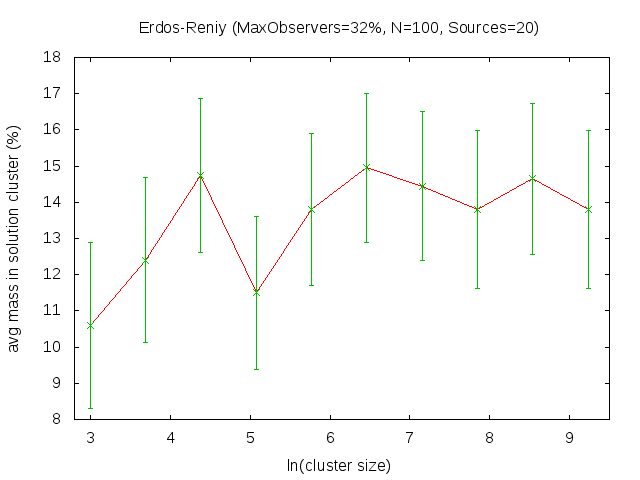 Erdos-Reniy (MaxObservers=32%, N=100, Sources=20)
18
17
16
15
14
13
12
11
10
9
8
avg mass in solution cluster (%)
3 4 5 6 7 8 9
ln(cluster size)